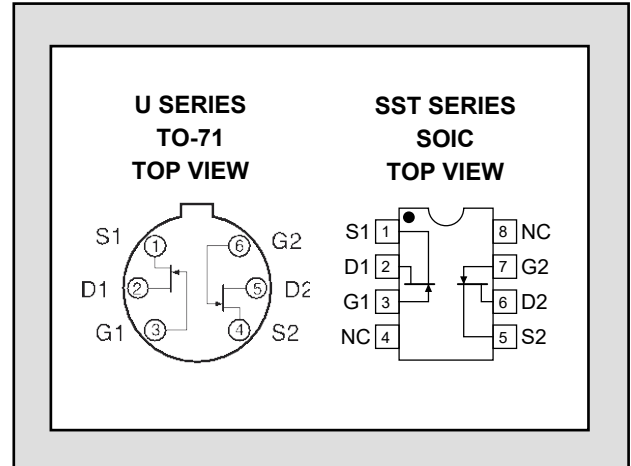 U SERIES
TO-71
TOP VIEW
S1 1 6 G2
D1 2 5 D2
G1 3 4 S2
SST SERIES
SOIC
TOP VIEW
S1 1 8 NC
D1 2 7 G2
G1 3 6 D2
NC 4 5 S2